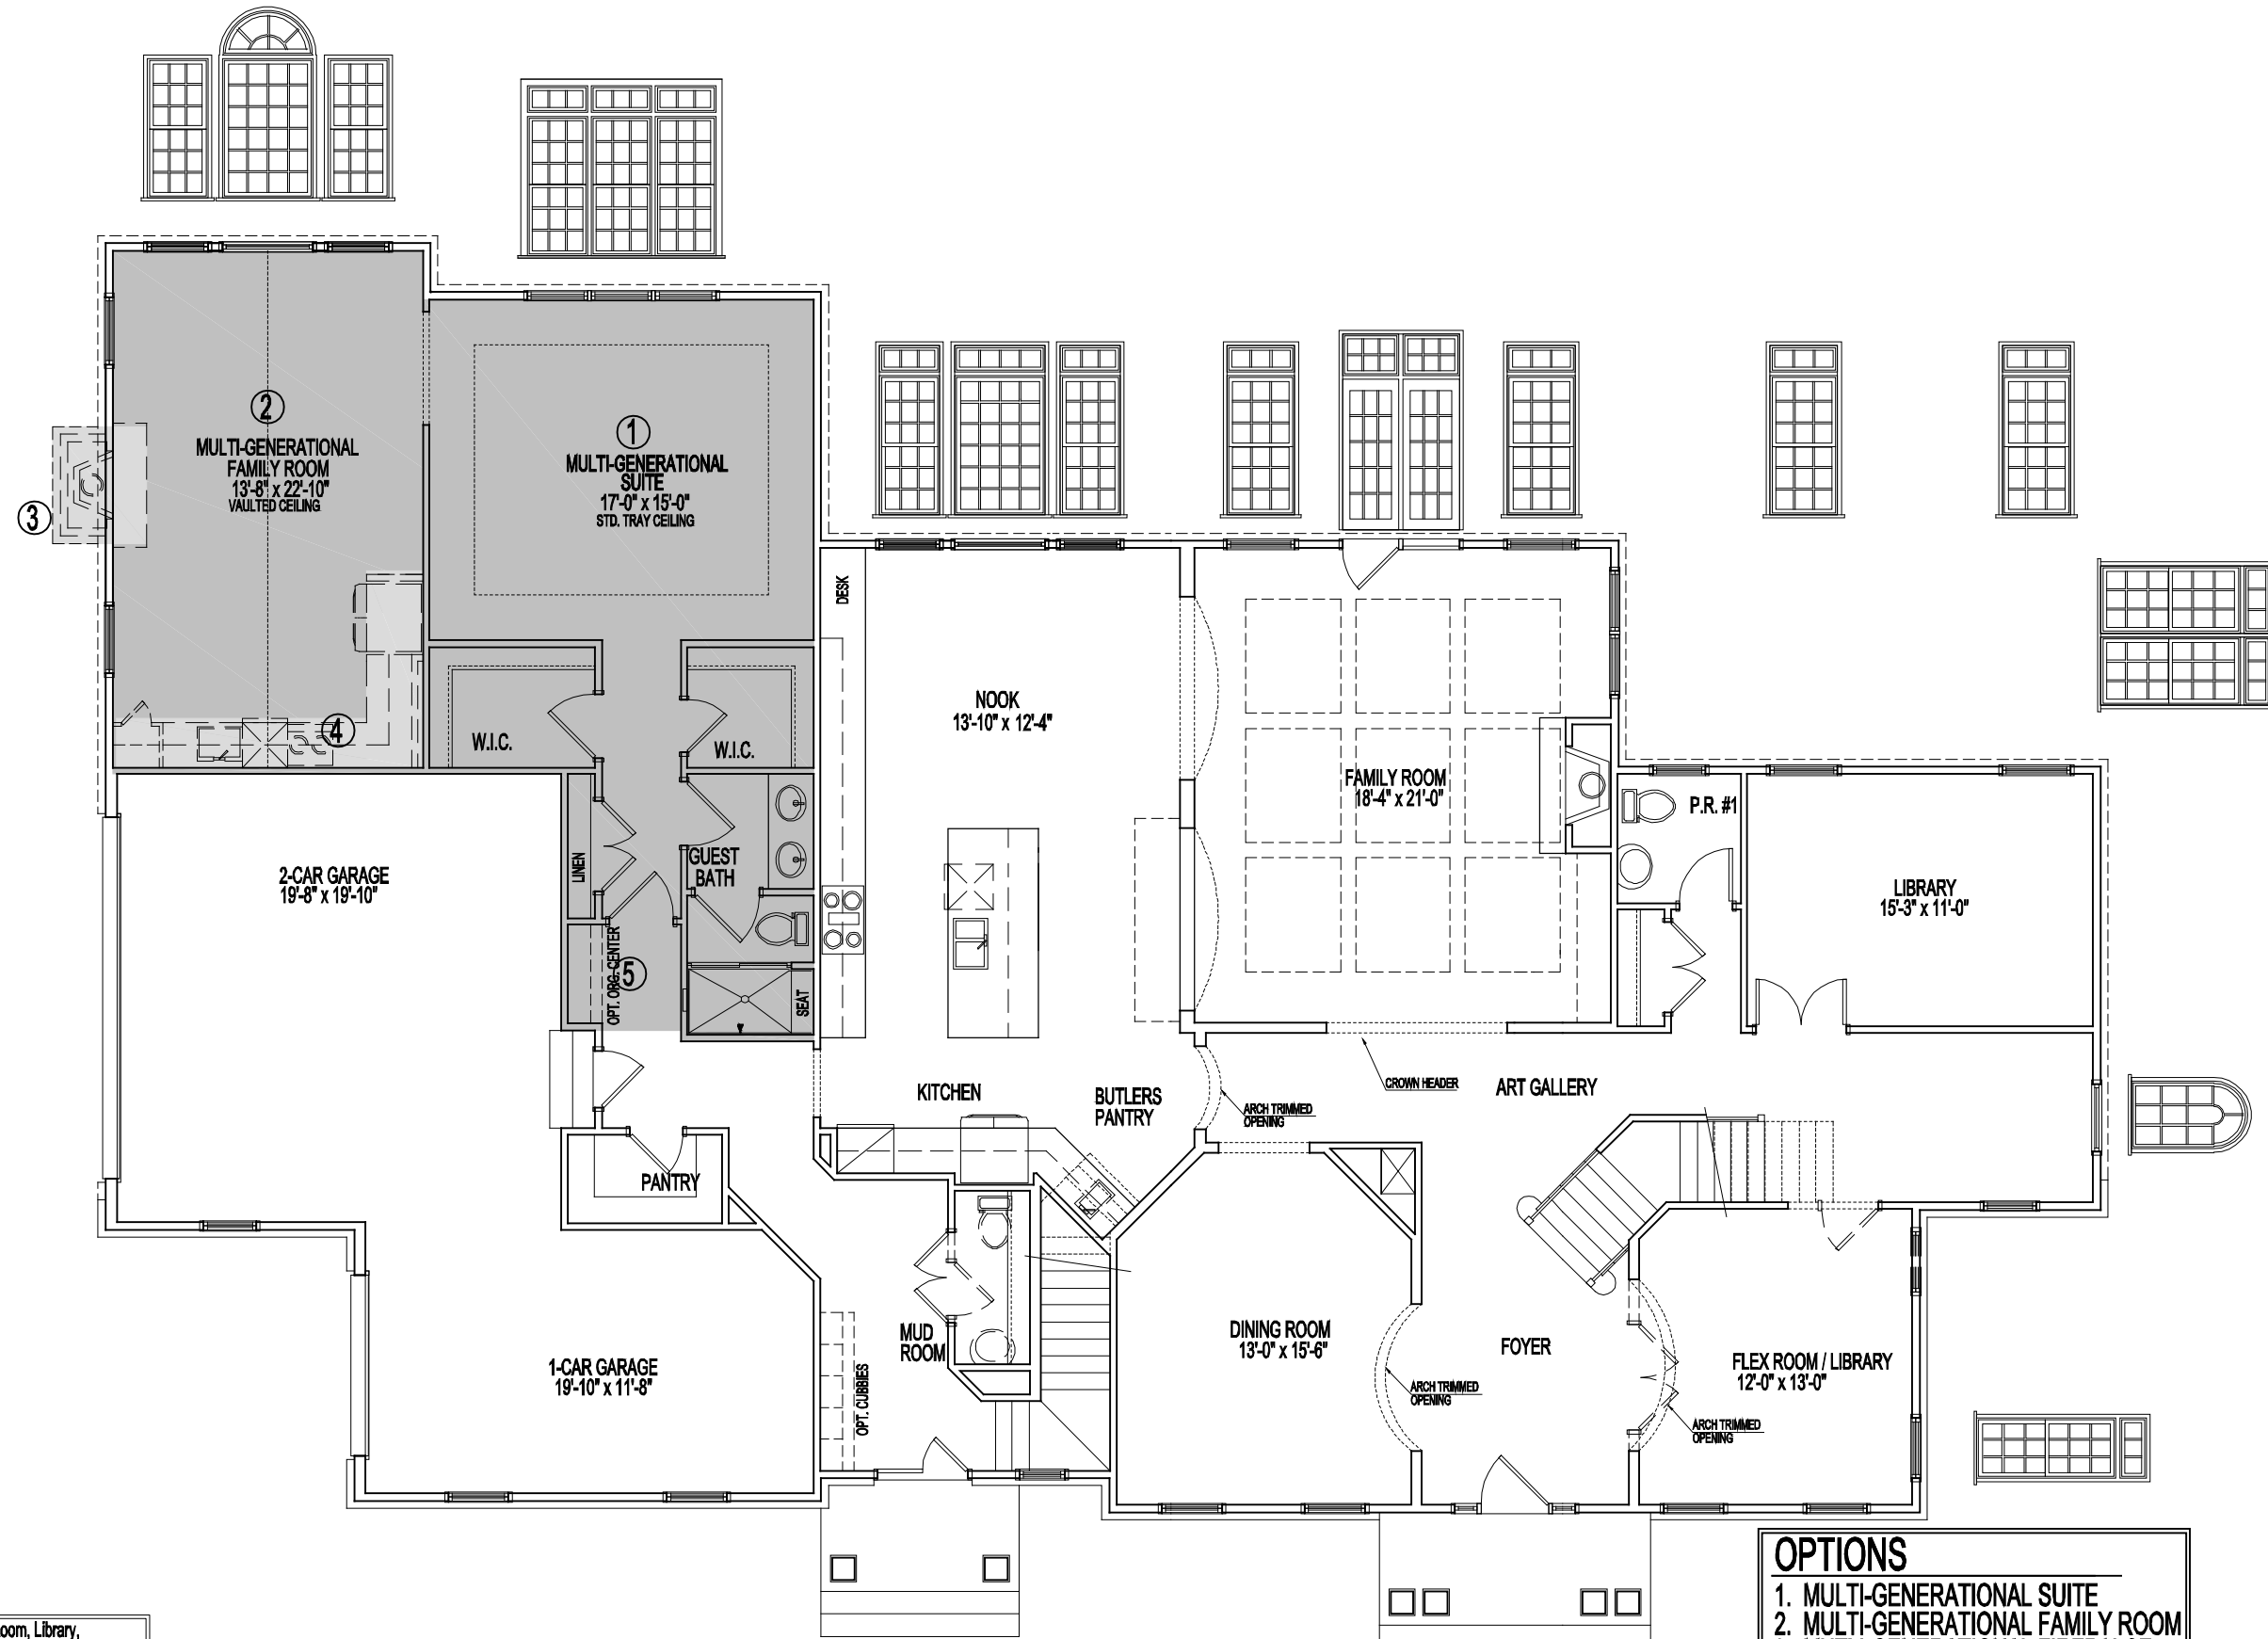 2
MULTI-GENERATIONAL
FAMILY ROOM
13'-8" x 22'-10"
VAULTED CEILING
1
MULTI-GENERATIONAL
SUITE
17'-0" x 15'-0"
STD. TRAY CEILING
3
4
W.I.C.
W.I.C.
DESK
NOOK
13'-10" x 12'-4"
FAMILY ROOM
18'-4" x 21'-0"
P.R. #1
LIBRARY
15'-3" x 11'-0"
2-CAR GARAGE
19'-8" x 19'-10"
LINEN
GUEST
BATH
OPT. ORG. CENTER
5
SEAT
KITCHEN
BUTLERS
PANTRY
CROWN HEADER
ARCH TRIMMED
OPENING
ART GALLERY
PANTRY
1-CAR GARAGE
19'-10" x 11'-8"
MUD
ROOM
OPT. CUBBIES
DINING ROOM
13'-0" x 15'-6"
ARCH TRIMMED
OPENING
FOYER
FLEX ROOM / LIBRARY
12'-0" x 13'-0"
ARCH TRIMMED
OPENING
OPTIONS
1. MULTI-GENERATIONAL SUITE
2. MULTI-GENERATIONAL FAMILY ROOM
oom, Library,